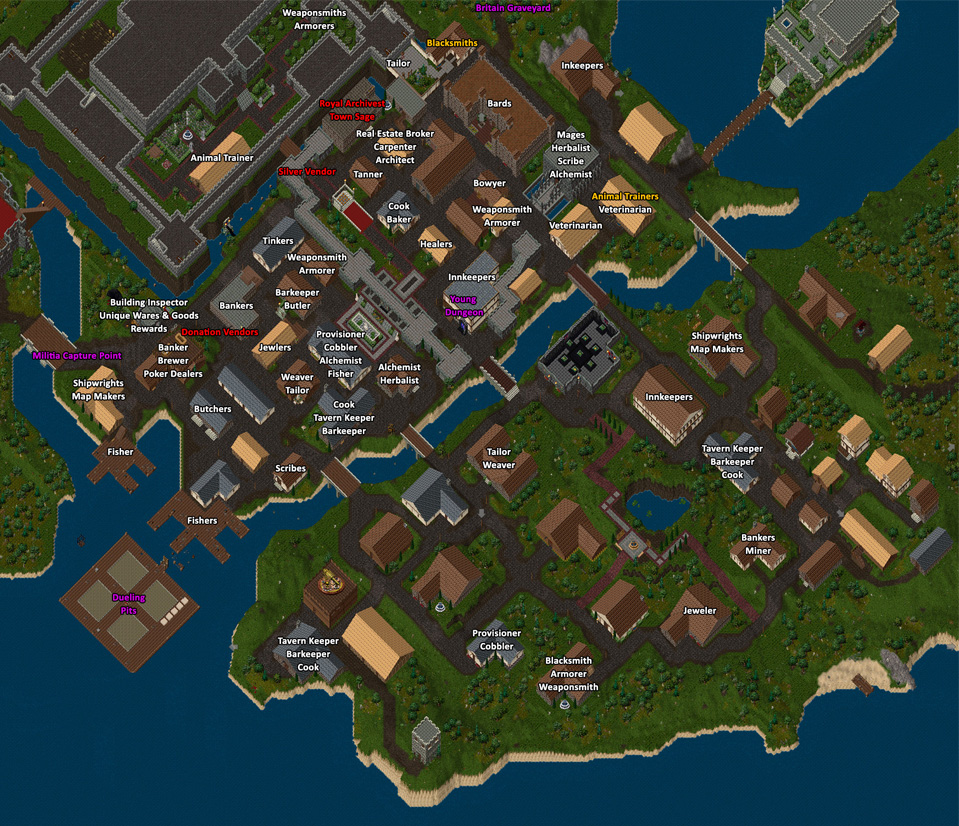 Britain Graveyard
Weaponsmiths
Armorers
Blacksmiths
Tailor
Inkeepers
Royal Archivest
Town Sage
Bards
Real Estate Broker
Carpenter
Architect
Mages
Herbalist
Scribe
Alchemist
Animal Trainer
Silver Vendor
Tanner
Bowyer
Animal Trainers
Veterinarian
Cook
Baker
Weaponsmith
Armorer
Veterinarian
Tinkers
Healers
Weaponsmith
Armorer
Innkeepers
Young
Dungeon
Barkeeper
Butler
Bankers
Building Inspector
Unique Wares & Goods
Rewards
Donation Vendors
Militia Capture Point
Banker
Brewer
Poker Dealers
Jewlers
Provisioner
Cobbler
Alchemist
Fisher
Shipwrights
Map Makers
Alchemist
Herbalist
Weaver
Tailor
Shipwrights
Map Makers
Innkeepers
Butchers
Cook
Tavern Keeper
Barkeeper
Fisher
Scribes
Tailor
Weaver
Tavern Keeper
Barkeeper
Cook
Fishers
Bankers
Miner
Dueling
Pits
Jeweler
Tavern Keeper
Barkeeper
Cook
Provisioner
Cobbler
Blacksmith
Armorer
Weaponsmith